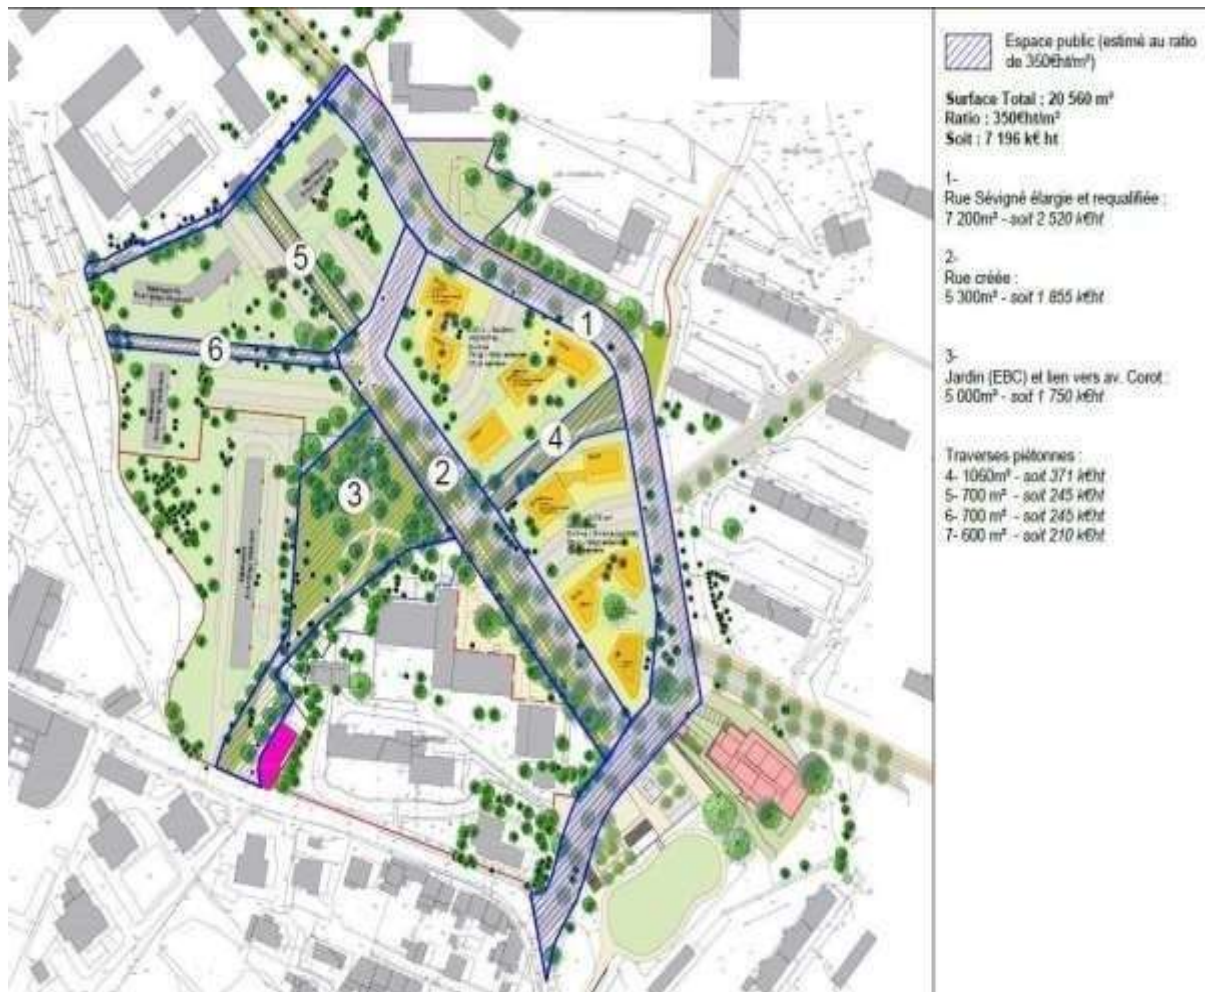 Espace public (estimé au ratio
de 350€ht/m²)
Surface Total : 20 560 m²
Ratio : 350€ht/m²
Soit : 7 196 k€ ht
1-
Rue Sévigné élargie et requalifiée :
7 200m² - soit 2 520 k€ht
2-
Rue créée :
5 300m² - soit 1 855 k€ht
3-
Jardin (EBC) et lien vers av. Corot :
5 000m² - soit 1 750 k€ht
Traverses piétonnes :
4- 1060m² - soit 371 k€ht
5- 700 m² - soit 245 k€ht
6- 700 m² - soit 245 k€ht
7- 600 m² - soit 210 k€ht
5
1
6
4
2
3